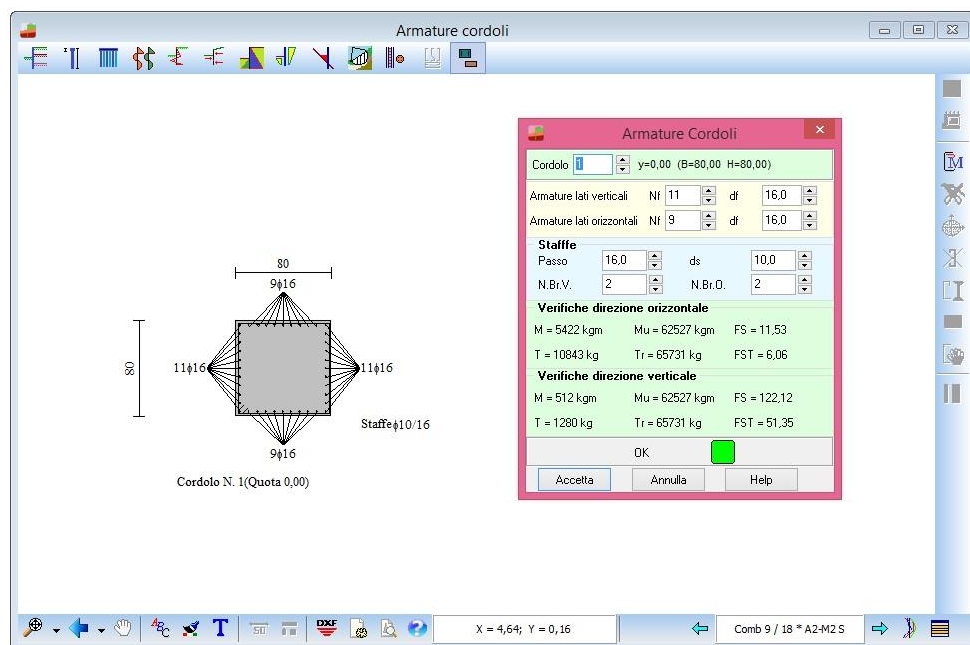 Armature cordoli
80
9ϕ16
80
11ϕ16
11ϕ16
Staffeϕ10/16
9ϕ16
Cordolo N. 1(Quota 0,00)
Armature Cordoli
Cordolo 1 y=0,00 (B=80,00 H=80,00)
Armature lati verticali Nf 11 df 16,0
Armature lati orizzontali Nf 9 df 16,0
Stafffe
Passo 16,0 ds 10,0
N.Br.V. 2 N.Br.O. 2
Verifiche direzione orizzontale
M = 5422 kgm Mu = 62527 kgm FS = 11,53
T = 10843 kg Tr = 65731 kg FST = 6,06
Verifiche direzione verticale
M = 512 kgm Mu = 62527 kgm FS = 122,12
T = 1280 kg Tr = 65731 kg FST = 51,35
OK
Accetta Annulla Help
ABC T 50 DXF X = 4,64; Y = 0,16 Comb 9 / 18 * A2-M2 S
M